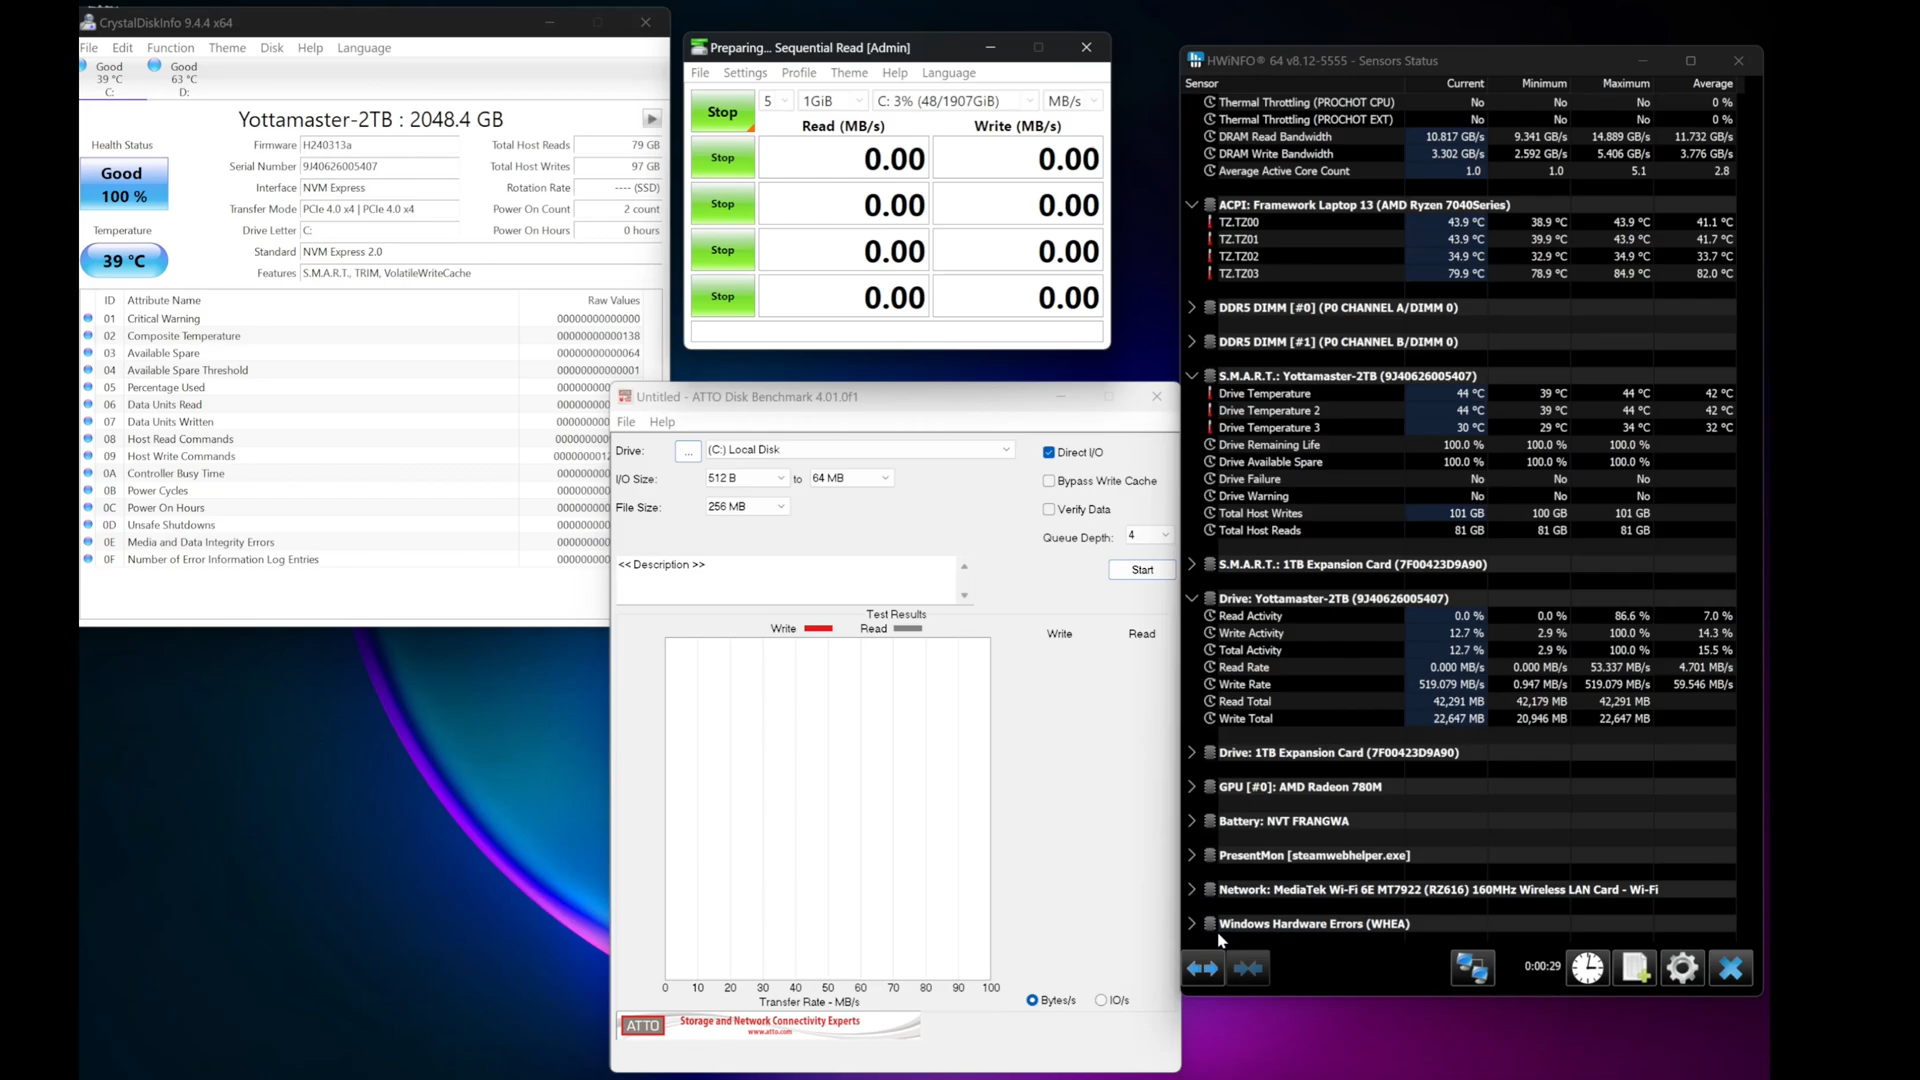 CrystalDiskInfo 9.4.4 x64
File Edit Function Theme Disk Help Language
Good Good
39 °C 63 °C
C: D:
Yottamaster-2TB : 2048.4 GB
Health Status
Good
100 %
Temperature
39 °C
Firmware H240313a
Serial Number 9J40626005407
Interface NVM Express
Transfer Mode PCIe 4.0 x4 | PCIe 4.0 x4
Drive Letter C:
Standard NVM Express 2.0
Features S.M.A.R.T., TRIM, VolatileWriteCache
Total Host Reads 79 GB
Total Host Writes 97 GB
Rotation Rate ---- (SSD)
Power On Count 2 count
Power On Hours 0 hours
ID Attribute Name Raw Values
01 Critical Warning 00000000000000
02 Composite Temperature 00000000000138
03 Available Spare 00000000000064
04 Available Spare Threshold 00000000000001
05 Percentage Used 000000000
06 Data Units Read 000000000
07 Data Units Written 000000000
08 Host Read Commands 000000000
09 Host Write Commands 00000000012
0A Controller Busy Time 000000000
0B Power Cycles 000000000
0C Power On Hours 000000000
0D Unsafe Shutdowns 000000000
0E Media and Data Integrity Errors 000000000
0F Number of Error Information Log Entries 000000000
Preparing... Sequential Read [Admin]
File Settings Profile Theme Help Language
Stop 5 1GiB C: 3% (48/1907GiB) MB/s
Read (MB/s) Write (MB/s)
Stop 0.00 0.00
Stop 0.00 0.00
Stop 0.00 0.00
Stop 0.00 0.00
Untitled - ATTO Disk Benchmark 4.01.0f1
File Help
Drive: ... (C:) Local Disk
I/O Size: 512 B to 64 MB
File Size: 256 MB
Direct I/O
Bypass Write Cache
Verify Data
Queue Depth: 4
<< Description >>
Start
Test Results
Write Read
Write Read
0 10 20 30 40 50 60 70 80 90 100
Transfer Rate - MB/s
Bytes/s IO/s
ATTO Storage and Network Connectivity Experts
www.atto.com
HWiNFO® 64 v8.12-5555 - Sensors Status
Sensor Current Minimum Maximum Average
Thermal Throttling (PROCHOT CPU) No No No 0 %
Thermal Throttling (PROCHOT EXT) No No No 0 %
DRAM Read Bandwidth 10.817 GB/s 9.341 GB/s 14.889 GB/s 11.732 GB/s
DRAM Write Bandwidth 3.302 GB/s 2.592 GB/s 5.406 GB/s 3.776 GB/s
Average Active Core Count 1.0 1.0 5.1 2.8
ACPI: Framework Laptop 13 (AMD Ryzen 7040Series)
TZ.TZ00 43.9 °C 38.9 °C 43.9 °C 41.1 °C
TZ.TZ01 43.9 °C 39.9 °C 43.9 °C 41.7 °C
TZ.TZ02 34.9 °C 32.9 °C 34.9 °C 33.7 °C
TZ.TZ03 79.9 °C 78.9 °C 84.9 °C 82.0 °C
DDR5 DIMM [#0] (P0 CHANNEL A/DIMM 0)
DDR5 DIMM [#1] (P0 CHANNEL B/DIMM 0)
S.M.A.R.T.: Yottamaster-2TB (9J40626005407)
Drive Temperature 44 °C 39 °C 44 °C 42 °C
Drive Temperature 2 44 °C 39 °C 44 °C 42 °C
Drive Temperature 3 30 °C 29 °C 34 °C 32 °C
Drive Remaining Life 100.0 % 100.0 % 100.0 %
Drive Available Spare 100.0 % 100.0 % 100.0 %
Drive Failure No No No
Drive Warning No No No
Total Host Writes 101 GB 100 GB 101 GB
Total Host Reads 81 GB 81 GB 81 GB
S.M.A.R.T.: 1TB Expansion Card (7F00423D9A90)
Drive: Yottamaster-2TB (9J40626005407)
Read Activity 0.0 % 0.0 % 86.6 % 7.0 %
Write Activity 12.7 % 2.9 % 100.0 % 14.3 %
Total Activity 12.7 % 2.9 % 100.0 % 15.5 %
Read Rate 0.000 MB/s 0.000 MB/s 53.337 MB/s 4.701 MB/s
Write Rate 519.079 MB/s 0.947 MB/s 519.079 MB/s 59.546 MB/s
Read Total 42,291 MB 42,179 MB 42,291 MB
Write Total 22,647 MB 20,946 MB 22,647 MB
Drive: 1TB Expansion Card (7F00423D9A90)
GPU [#0]: AMD Radeon 780M
Battery: NVT FRANGWA
PresentMon [steamwebhelper.exe]
Network: MediaTek Wi-Fi 6E MT7922 (RZ616) 160MHz Wireless LAN Card - Wi-Fi
Windows Hardware Errors (WHEA)
0:00:29